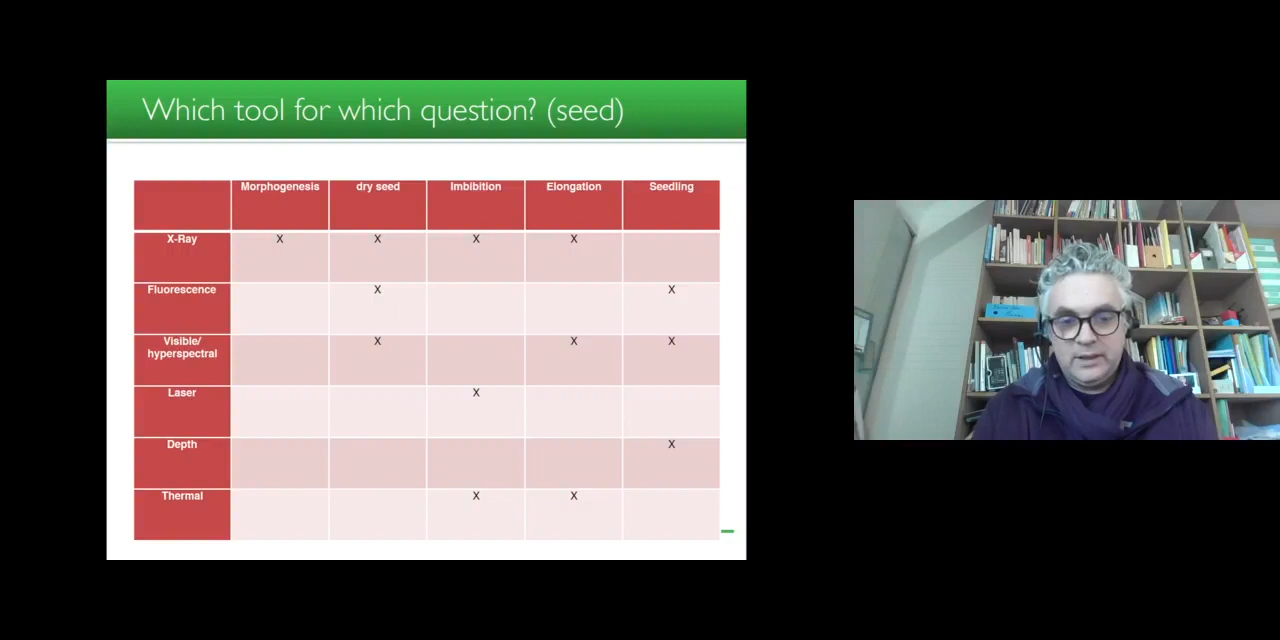 Which tool for which question? (seed)
Morphogenesis dry seed Imbibition Elongation Seedling
X-Ray X X X X
Fluorescence X X
Visible/
hyperspectral X X X
Laser X
Depth X
Thermal X X